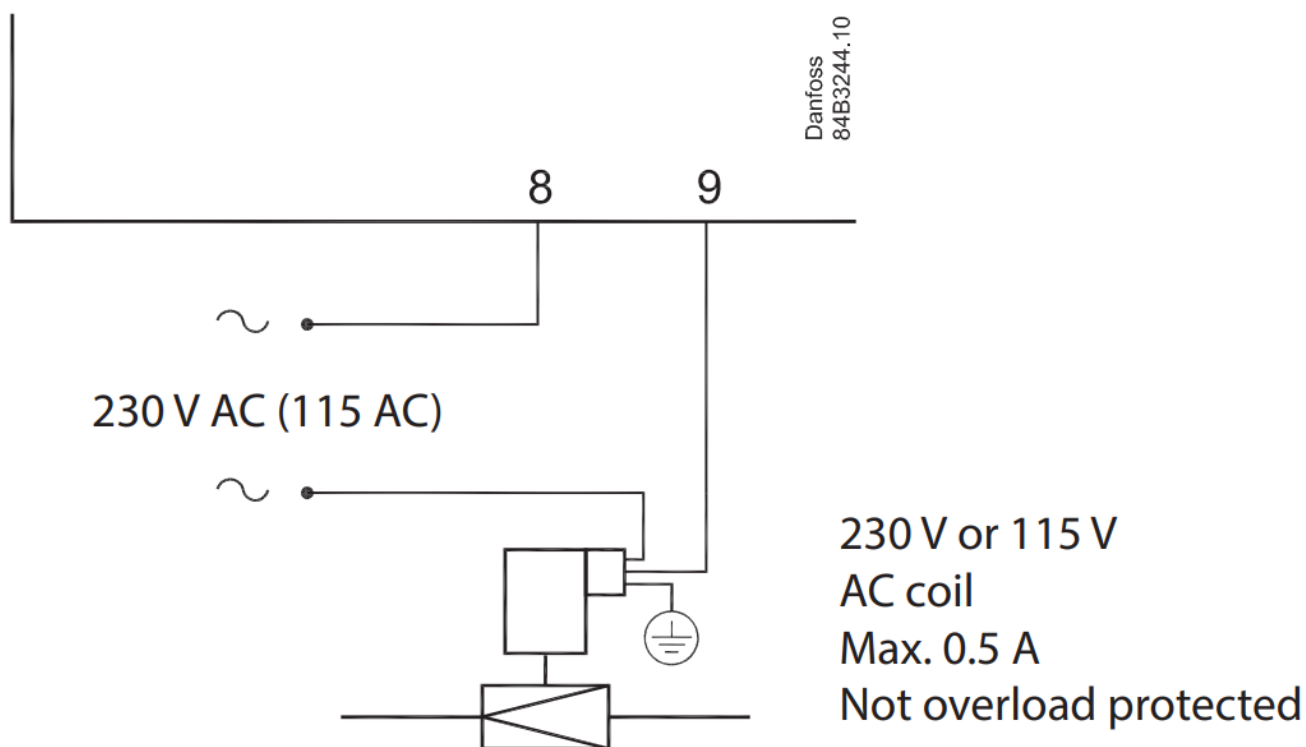 Danfoss
84B3244.10
8
9
230 V AC (115 AC)
230 V or 115 V
AC coil
Max. 0.5 A
Not overload protected